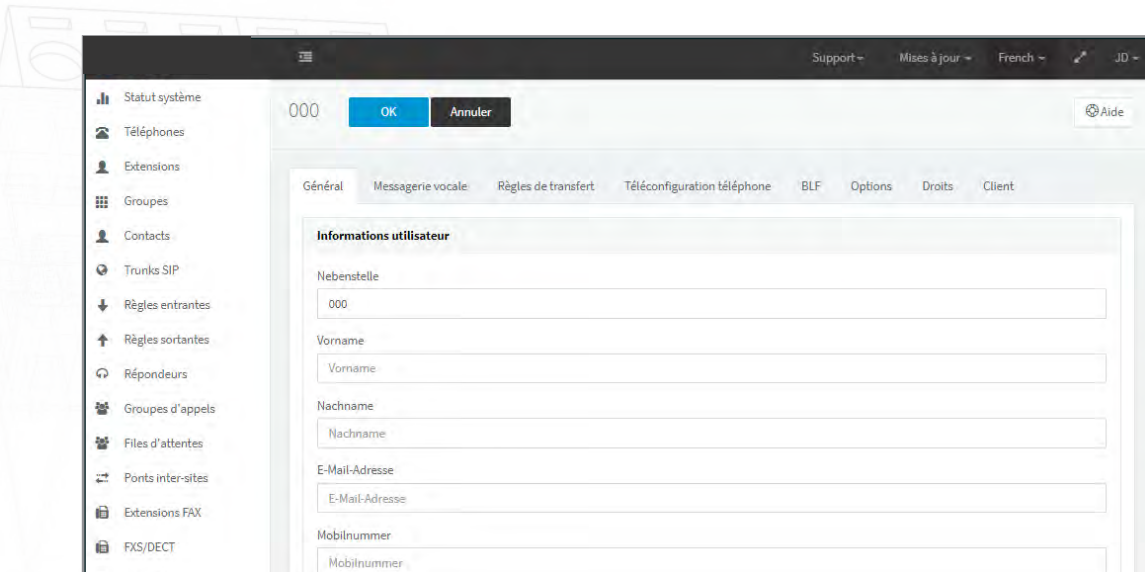 Support
Mises à jour
French
JD
Statut système
Téléphones
Extensions
Groupes
Contacts
Trunks SIP
Règles entrantes
Règles sortantes
Répondeurs
Groupes d'appels
Files d'attentes
Ponts inter-sites
Extensions FAX
FXS/DECT
000
OK
Annuler
Aide
Général
Messagerie vocale
Règles de transfert
Téléconfiguration téléphone
BLF
Options
Droits
Client
Informations utilisateur
Nebenstelle
000
Vorname
Vorname
Nachname
Nachname
E-Mail-Adresse
E-Mail-Adresse
Mobilnummer
Mobilnummer